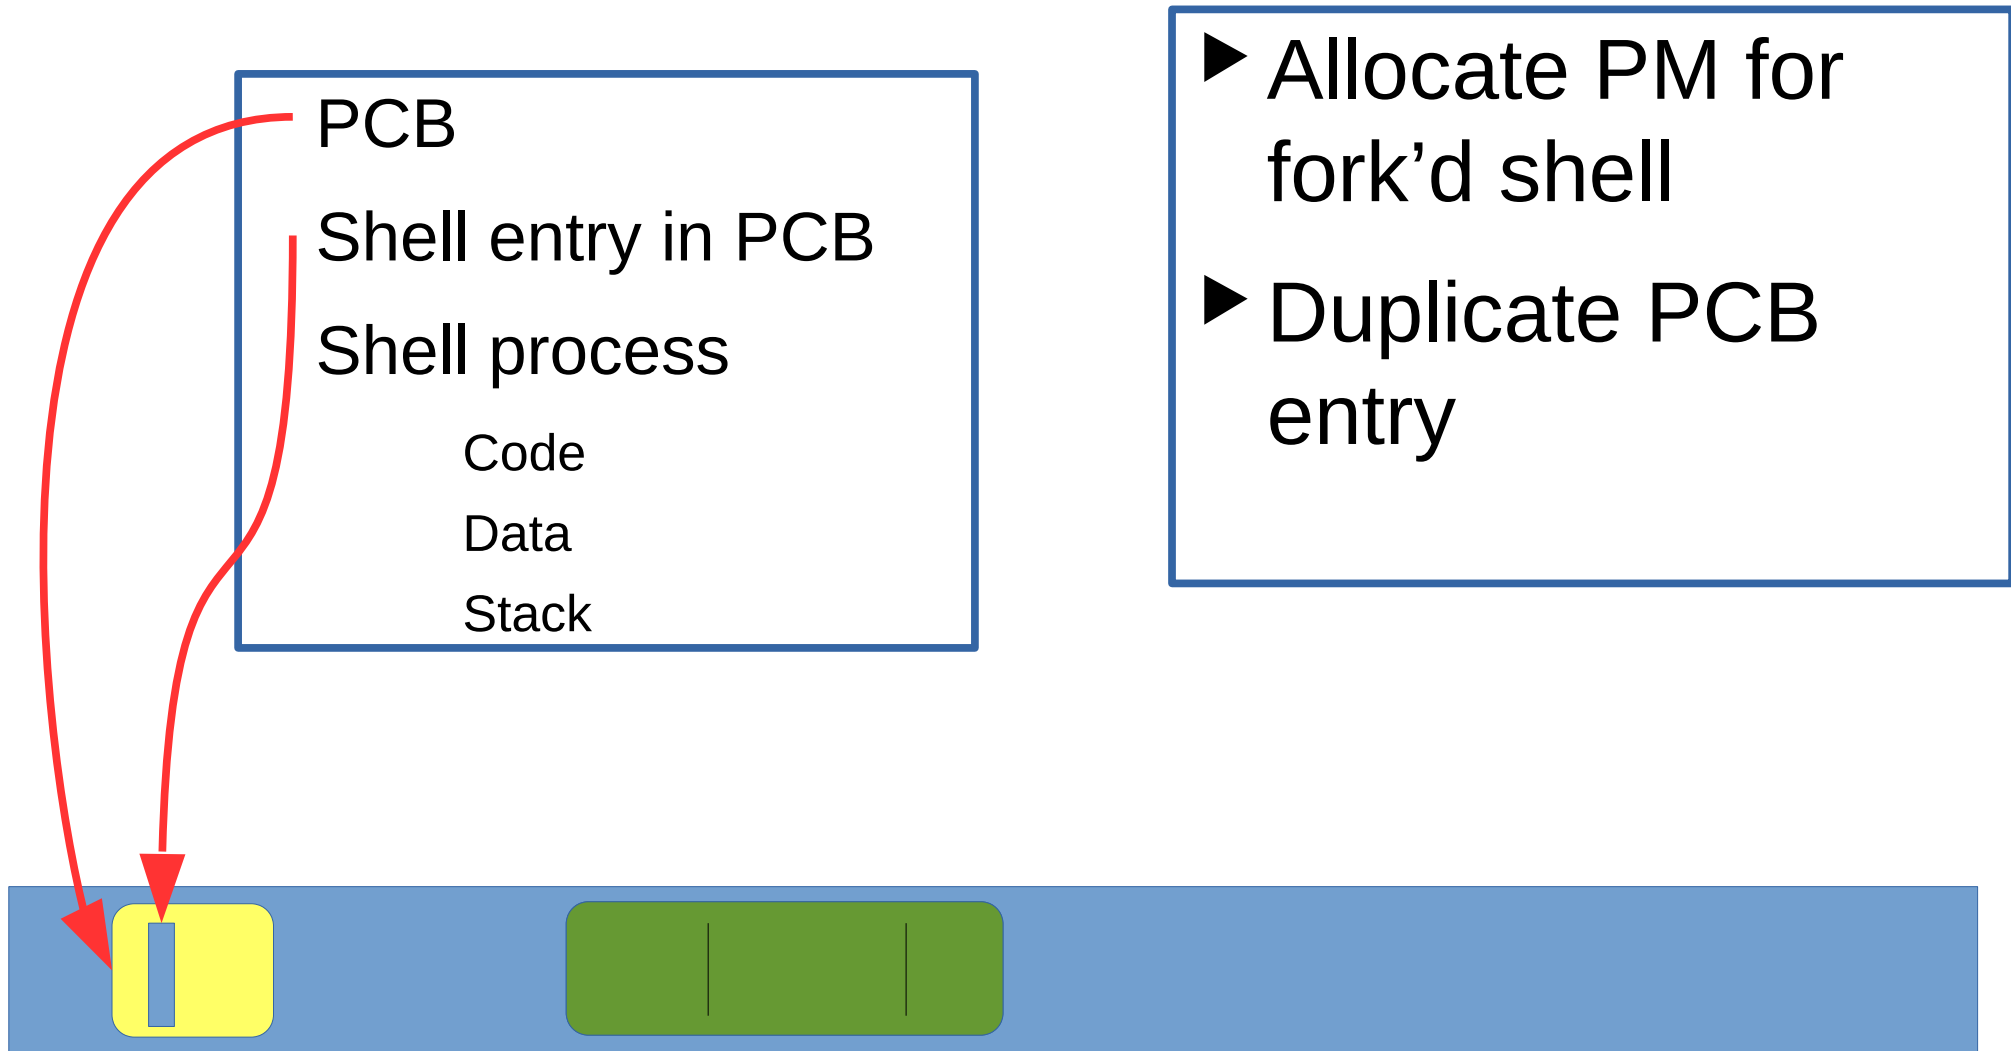 PCB
Shell entry in PCB
Shell process
Code
Data
Stack
Allocate PM for
fork’d shell
Duplicate PCB
entry